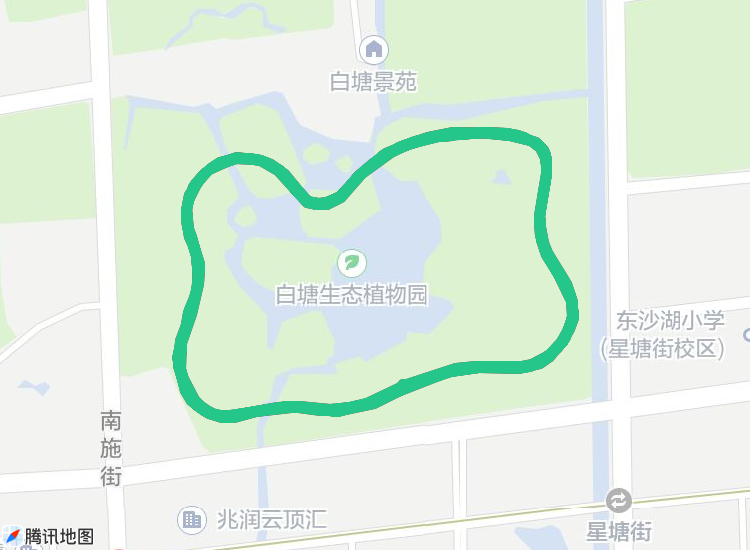 白塘景苑
白塘生态植物园
东沙湖小学
(星塘街校区)
南施街
兆润云顶汇
星塘街
腾讯地图